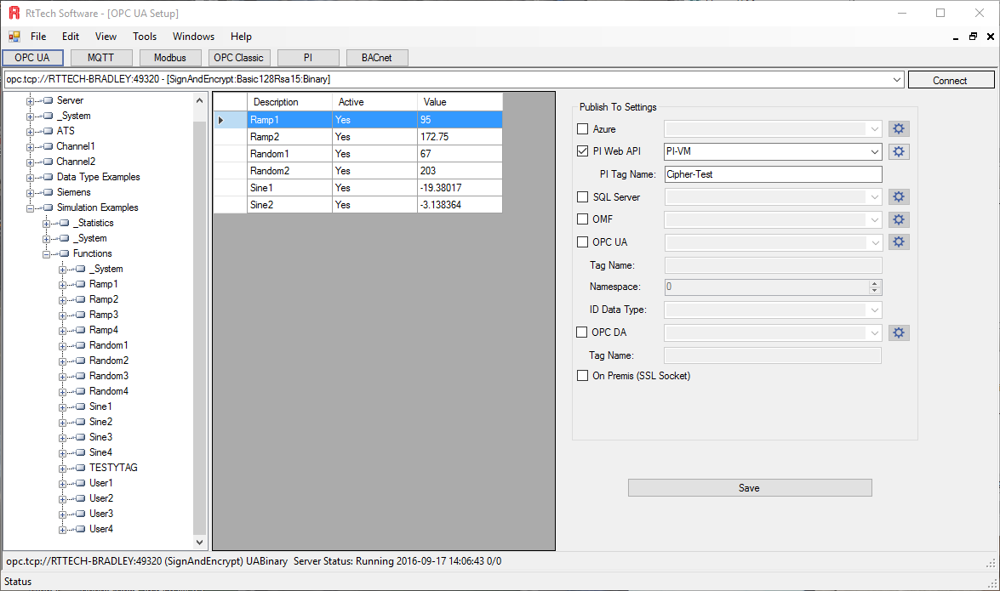 RtTech Software - [OPC UA Setup]
File Edit View Tools Windows Help
OPC UA MQTT Modbus OPC Classic PI BACnet
opc.tcp://RTTECH-BRADLEY:49320 - [SignAndEncrypt:Basic128Rsa15:Binary] Connect
Server
_System
ATS
Channel1
Channel2
Data Type Examples
Siemens
Simulation Examples
_Statistics
_System
Functions
_System
Ramp1
Ramp2
Ramp3
Ramp4
Random1
Random2
Random3
Random4
Sine1
Sine2
Sine3
Sine4
TESTYTAG
User1
User2
User3
User4
Description Active Value
Ramp1 Yes 95
Ramp2 Yes 172.75
Random1 Yes 67
Random2 Yes 203
Sine1 Yes -19.38017
Sine2 Yes -3.138364
Publish To Settings
Azure
PI Web API PI-VM
PI Tag Name: Cipher-Test
SQL Server
OMF
OPC UA
Tag Name:
Namespace: 0
ID Data Type:
OPC DA
Tag Name:
On Premis (SSL Socket)
Save
opc.tcp://RTTECH-BRADLEY:49320 (SignAndEncrypt) UABinary Server Status: Running 2016-09-17 14:06:43 0/0
Status